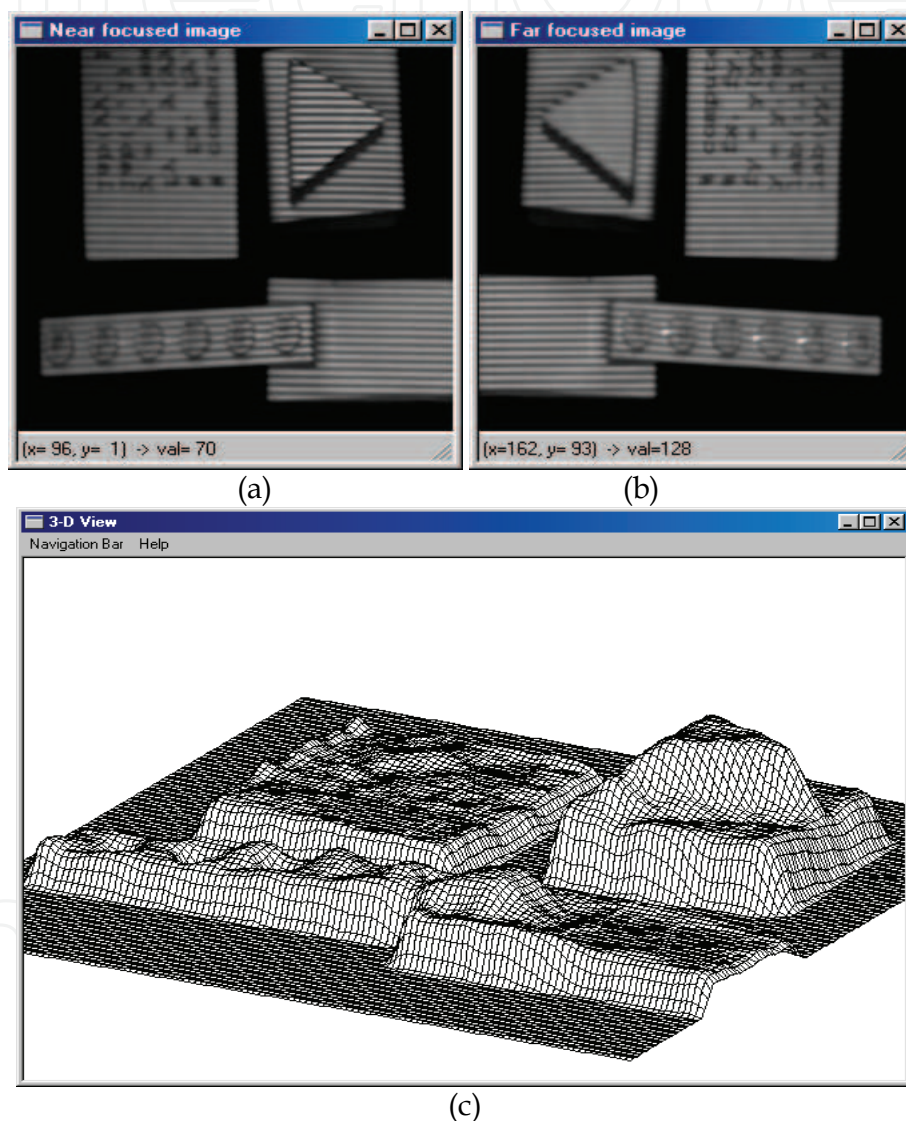 Near focused image
Far focused image
(x= 96, y= 1) -> val= 70
(x=162, y= 93) -> val=128
(a)
(b)
3-D View
Navigation Bar Help
(c)